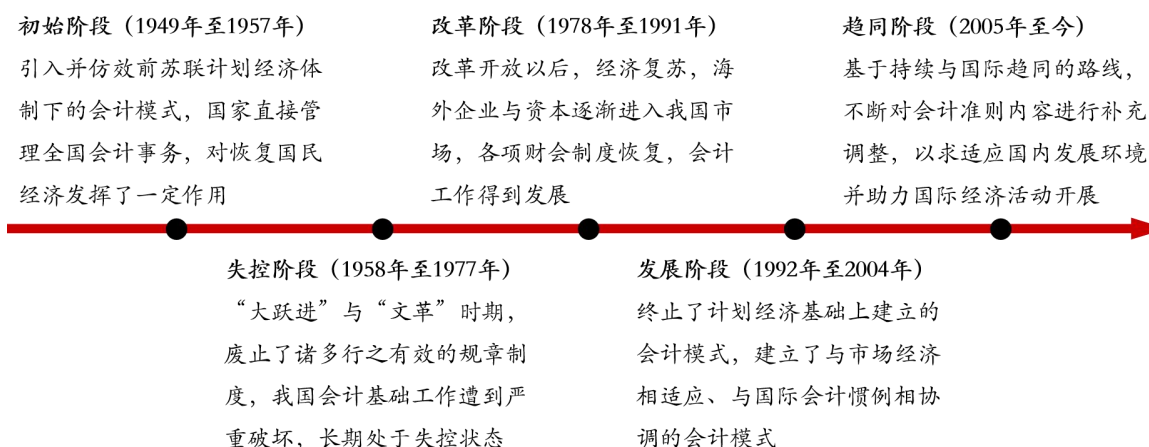 初始阶段（1949年至1957年）
引入并仿效前苏联计划经济体
制下的会计模式，国家直接管
理全国会计事务，对恢复国民
经济发挥了一定作用
改革阶段（1978年至1991年）
改革开放以后，经济复苏，海
外企业与资本逐渐进入我国市
场，各项财会制度恢复，会计
工作得到发展
趋同阶段（2005年至今）
基于持续与国际趋同的路线，
不断对会计准则内容进行补充
调整，以求适应国内发展环境
并助力国际经济活动开展
失控阶段（1958年至1977年）
“大跃进”与“文革”时期，
废止了诸多行之有效的规章制
度，我国会计基础工作遭到严
重破坏，长期处于失控状态
发展阶段（1992年至2004年）
终止了计划经济基础上建立的
会计模式，建立了与市场经济
相适应、与国际会计惯例相协
调的会计模式